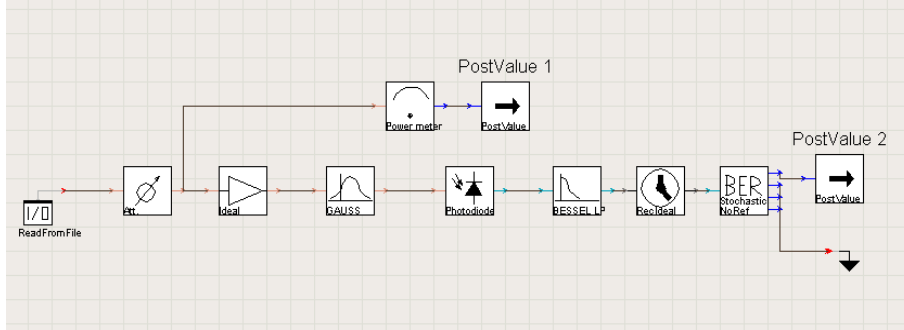 PostValue 1
Power meter
PostValue
PostValue 2
Att.
Ideal
GAUSS
Photodiode
BESSEL LP
RecIdeal
BER
Stochastic
NoRef
PostValue
I/O
ReadFromFile